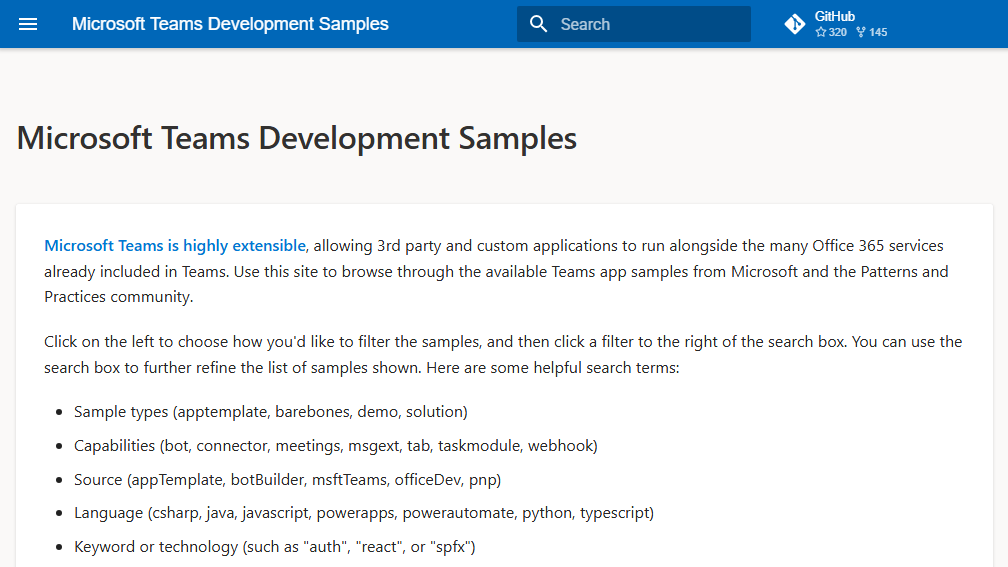 Microsoft Teams Development Samples
Search
GitHub
320 145
Microsoft Teams Development Samples
Microsoft Teams is highly extensible, allowing 3rd party and custom applications to run alongside the many Office 365 services
already included in Teams. Use this site to browse through the available Teams app samples from Microsoft and the Patterns and
Practices community.
Click on the left to choose how you'd like to filter the samples, and then click a filter to the right of the search box. You can use the
search box to further refine the list of samples shown. Here are some helpful search terms:
• Sample types (apptemplate, barebones, demo, solution)
• Capabilities (bot, connector, meetings, msgext, tab, taskmodule, webhook)
• Source (appTemplate, botBuilder, msftTeams, officeDev, pnp)
• Language (csharp, java, javascript, powerapps, powerautomate, python, typescript)
• Keyword or technology (such as "auth", "react", or "spfx")